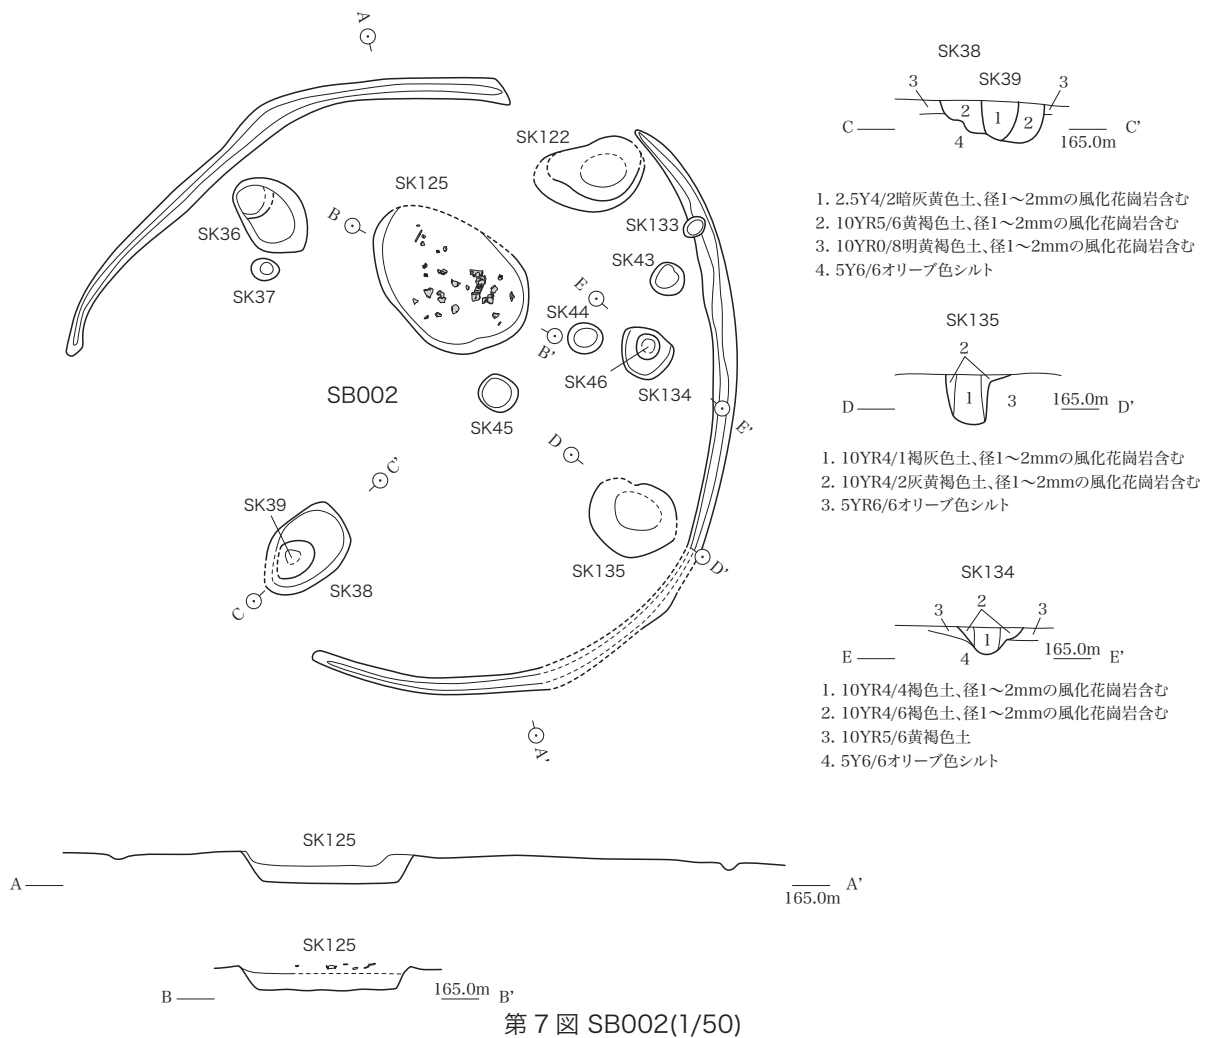 A
SK122
SK125
B
SK36
SK133
SK43
SK37
E
SK44
B'
SK46
SB002
SK134
SK45
E'
D
C'
SK39
SK135
D'
SK38
C
A'
SK38
SK39
3
2
1
2
3
4
C
C'
165.0m
1. 2.5Y4/2暗灰黄色土、径1〜2mmの風化花崗岩含む
2. 10YR5/6黄褐色土、径1〜2mmの風化花崗岩含む
3. 10YR0/8明黄褐色土、径1〜2mmの風化花崗岩含む
4. 5Y6/6オリーブ色シルト
SK135
2
1
3
D
165.0m
D'
1. 10YR4/1褐灰色土、径1〜2mmの風化花崗岩含む
2. 10YR4/2灰黄褐色土、径1〜2mmの風化花崗岩含む
3. 5YR6/6オリーブ色シルト
SK134
3
2
3
1
4
E
165.0m
E'
1. 10YR4/4褐色土、径1〜2mmの風化花崗岩含む
2. 10YR4/6褐色土、径1〜2mmの風化花崗岩含む
3. 10YR5/6黄褐色土
4. 5Y6/6オリーブ色シルト
SK125
A
A'
165.0m
SK125
B
165.0m
B'
第7図 SB002(1/50)